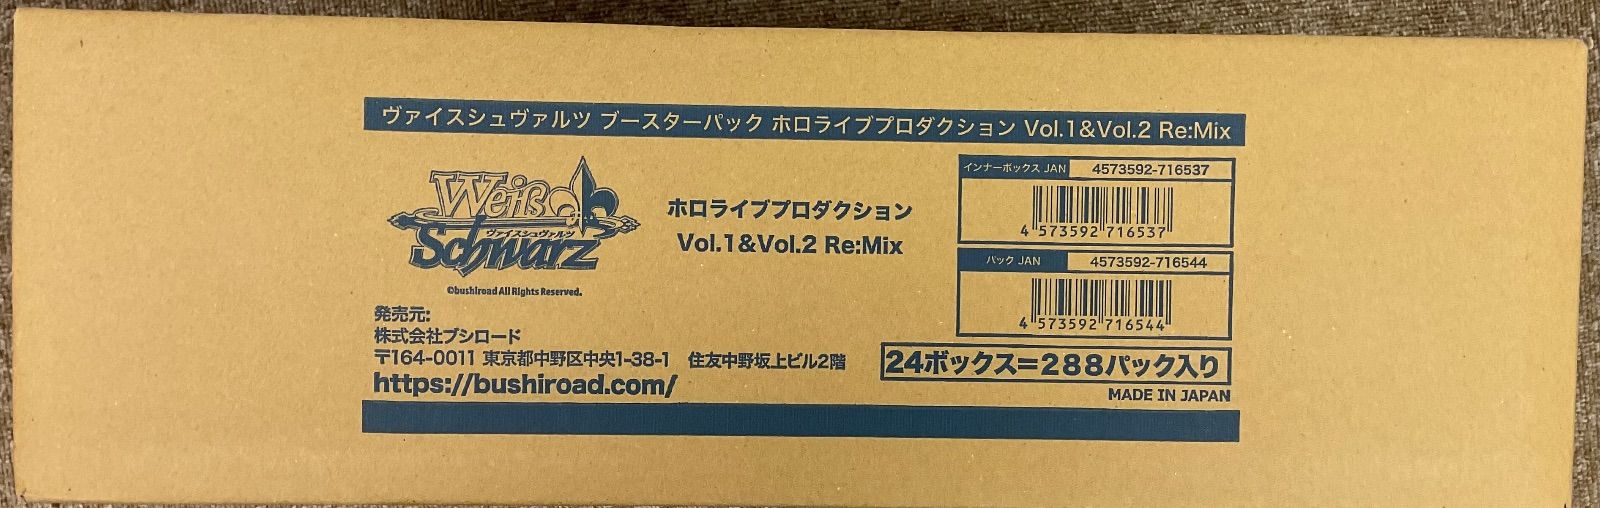 ヴァイスシュヴァルツ ブースターパック ホロライブプロダクション Vol.1&Vol.2 Re:Mix
Weiß
ヴァイスシュヴァルツ
Schwarz
©bushiroad All Rights Reserved.
ホロライブプロダクション
Vol.1&Vol.2 Re:Mix
インナーボックス JAN 4573592-716537
4 573592 716537
パック JAN 4573592-716544
4 573592 716544
発売元:
株式会社ブシロード
〒164-0011 東京都中野区中央1-38-1 住友中野坂上ビル2階
https://bushiroad.com/
24ボックス=288パック入り
MADE IN JAPAN